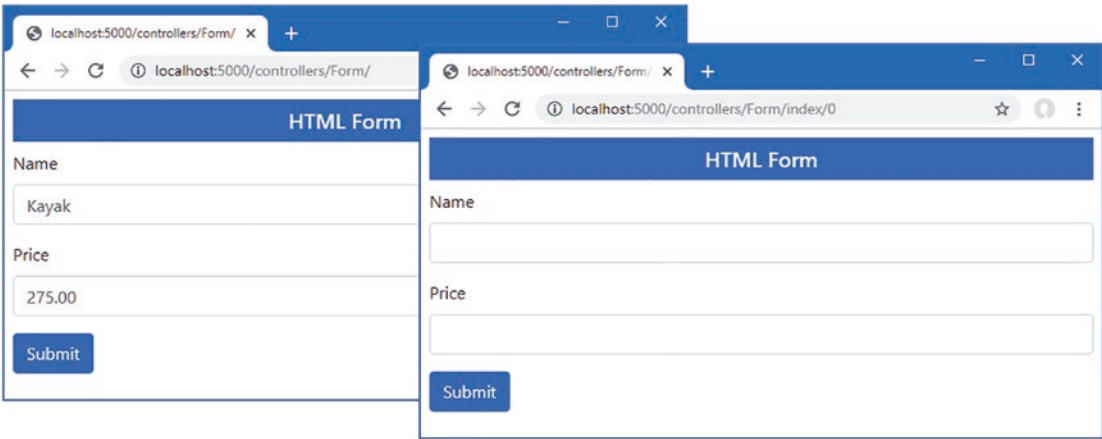 localhost:5000/controllers/Form/
localhost:5000/controllers/Form/
HTML Form
Name
Kayak
Price
275.00
Submit
localhost:5000/controllers/Form/
localhost:5000/controllers/Form/index/0
HTML Form
Name
Price
Submit